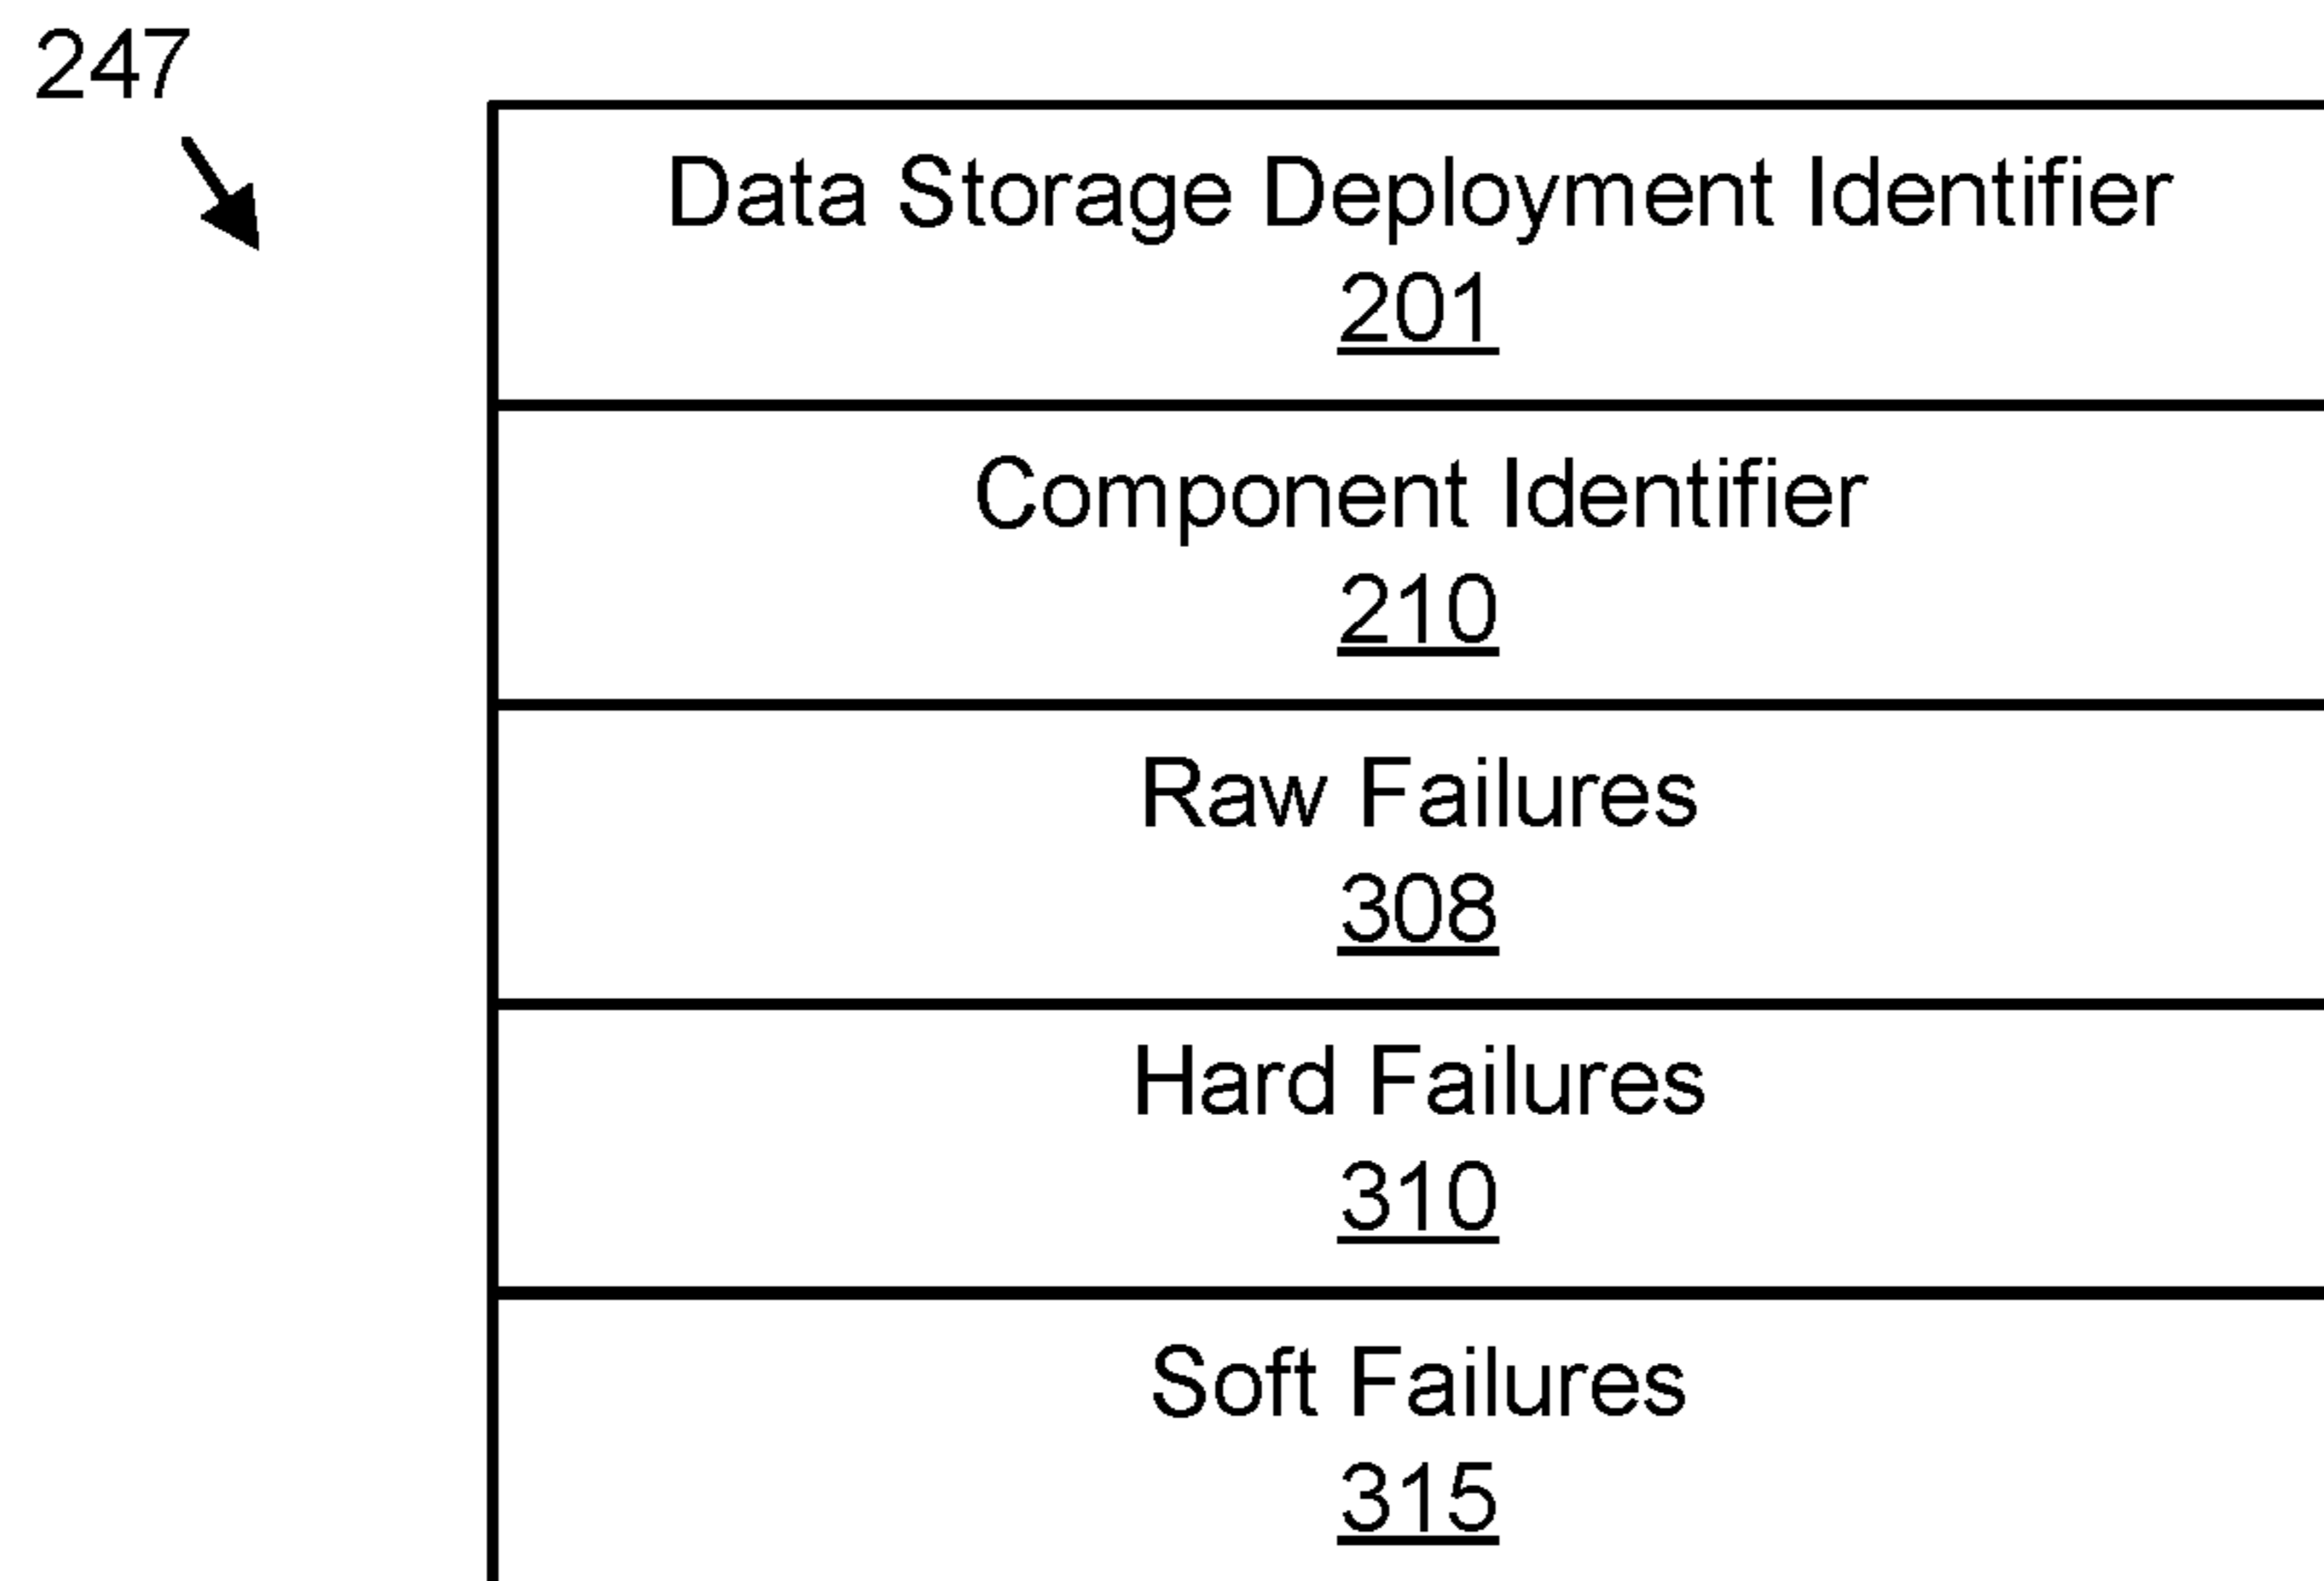 247
Data Storage Deployment Identifier
201
Component Identifier
210
Raw Failures
308
Hard Failures
310
Soft Failures
315